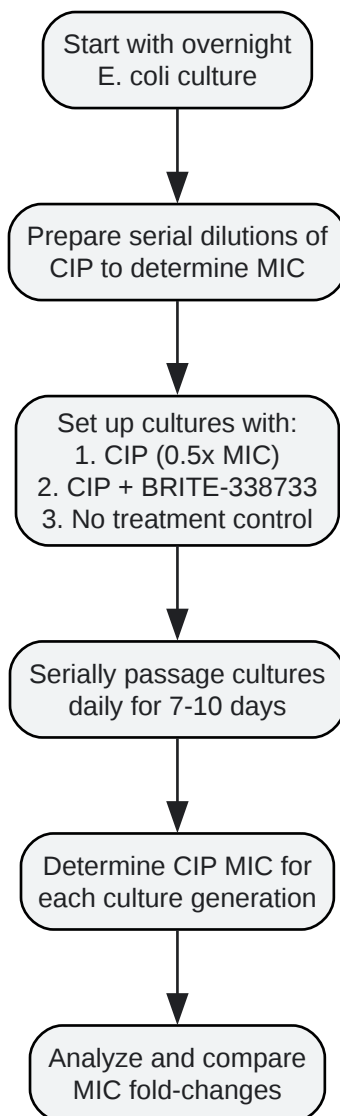 Start with overnight
E. coli culture
Prepare serial dilutions of
CIP to determine MIC
Set up cultures with:
1. CIP (0.5x MIC)
2. CIP + BRITE-338733
3. No treatment control
Serially passage cultures
daily for 7-10 days
Determine CIP MIC for
each culture generation
Analyze and compare
MIC fold-changes